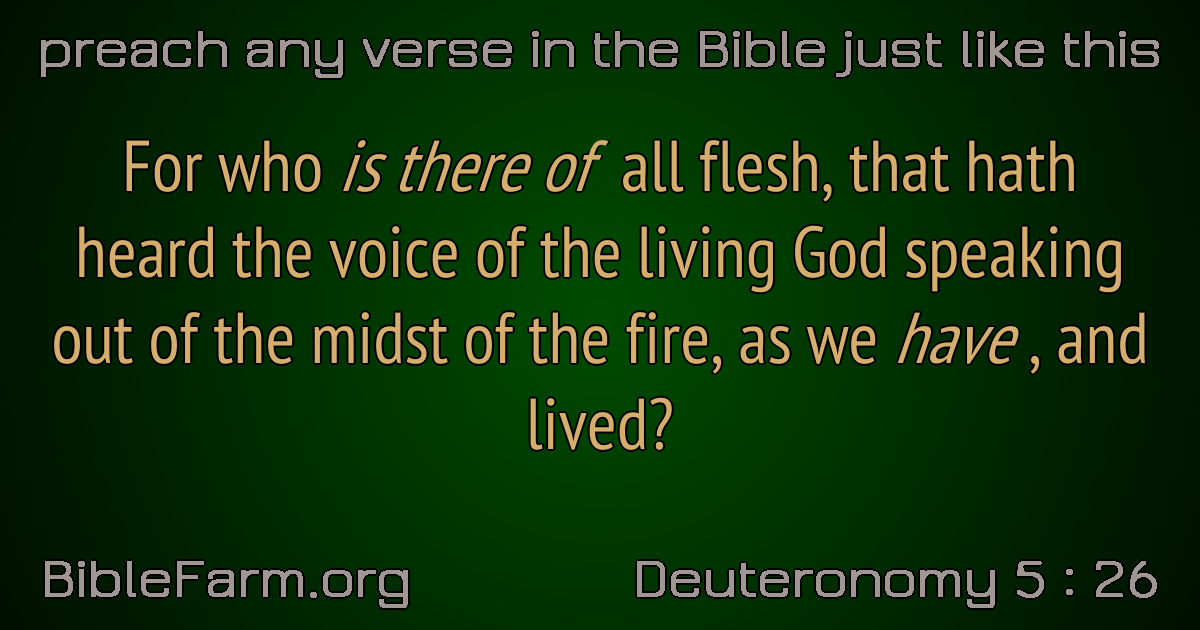 preach any verse in the Bible just like this
For who is there of all flesh, that hath
heard the voice of the living God speaking
out of the midst of the fire, as we have , and
lived?
BibleFarm.org
Deuteronomy 5 : 26